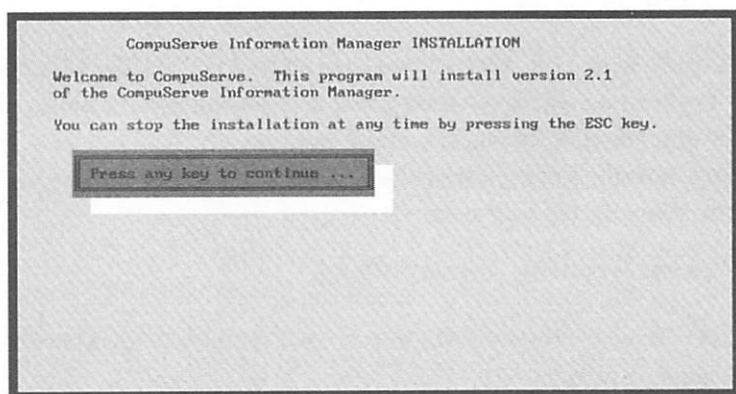 CompuServe Information Manager INSTALLATION
Welcome to CompuServe. This program will install version 2.1
of the CompuServe Information Manager.
You can stop the installation at any time by pressing the ESC key.
Press any key to continue ...